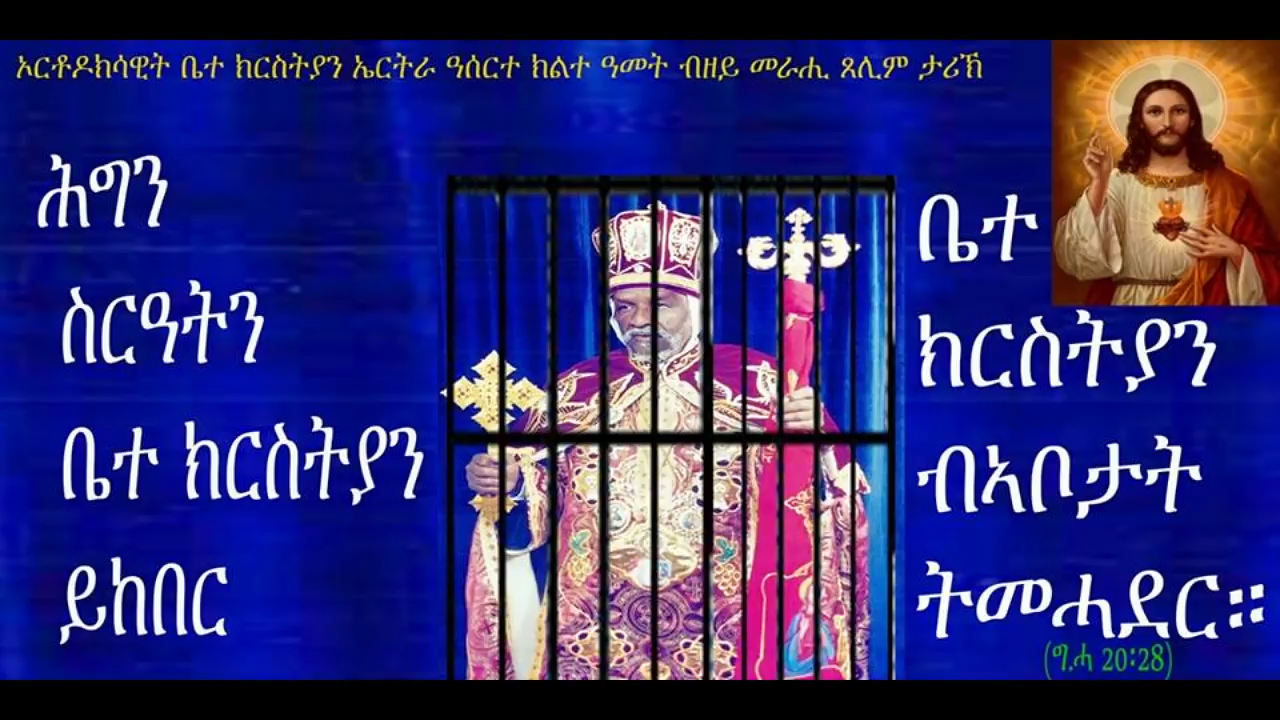 ኦርቶዶክሳዊት ቤተ ክርስትያን ኤርትራ ዓሰርተ ክልተ ዓመት ብዘይ መራሒ ጸሊም ታሪኽ
ሕግን
ስርዓትን
ቤተ ክርስትያን
ይከበር
ቤተ
ክርስትያን
ብኣቦታት
ትመሓደር።
(ግ.ሓ 20፡28)